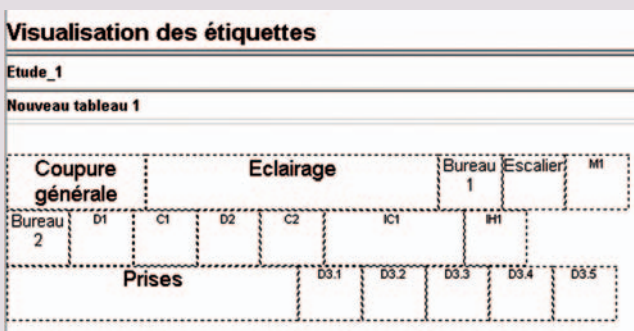 Visualisation des étiquettes
Etude_1
Nouveau tableau 1
Coupure générale Eclairage Bureau 1 Escalier M1
Bureau 2 D1 C1 D2 C2 IC1 IH1
Prises D3.1 D3.2 D3.3 D3.4 D3.5